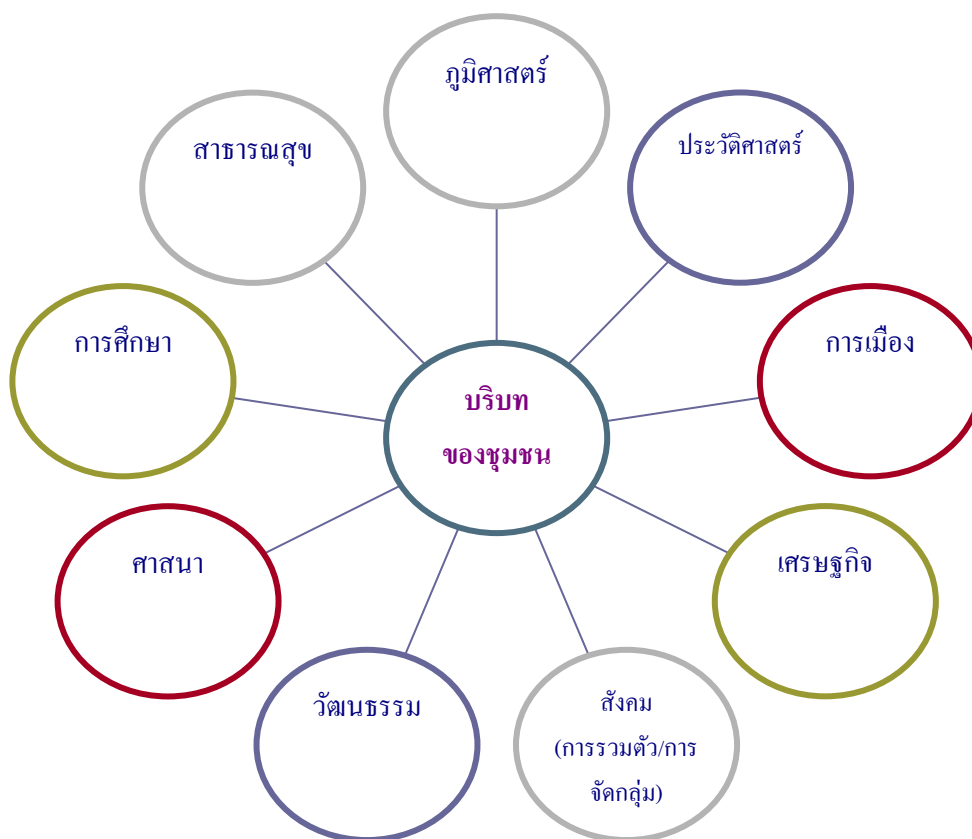 ภูมิศาสตร์
ประวัติศาสตร์
สาธารณสุข
การเมือง
การศึกษา
บริบท
ของชุมชน
ศาสนา
เศรษฐกิจ
วัฒนธรรม
สังคม
(การรวมตัว/การ
จัดกลุ่ม)